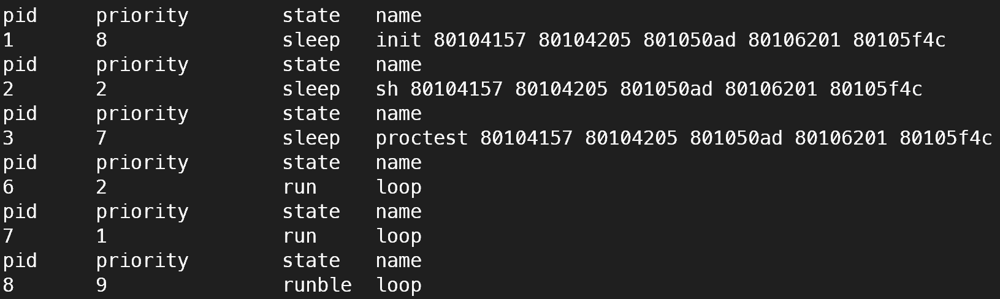 pid priority state name
1 8 sleep init 80104157 80104205 801050ad 80106201 80105f4c
pid priority state name
2 2 sleep sh 80104157 80104205 801050ad 80106201 80105f4c
pid priority state name
3 7 sleep proctest 80104157 80104205 801050ad 80106201 80105f4c
pid priority state name
6 2 run loop
pid priority state name
7 1 run loop
pid priority state name
8 9 runble loop